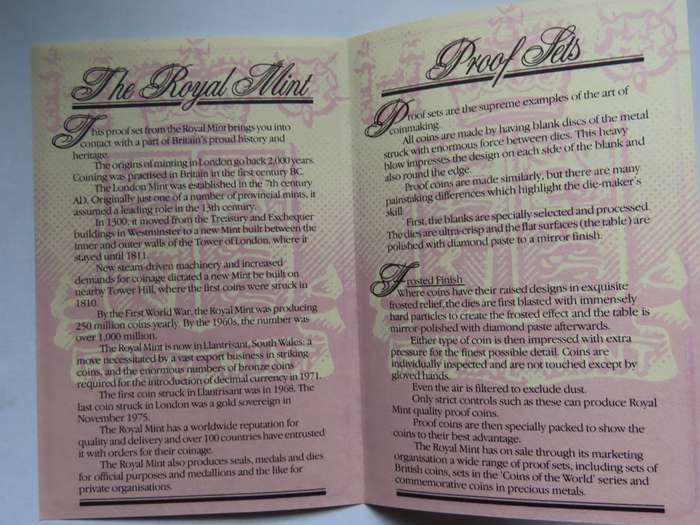 The Royal Mint
This proof set from the Royal Mint brings you into
contact with a part of Britain's proud history and
heritage.
The origins of minting in London go back 2,000 years.
Coining was practised in Britain in the first century BC.
The London Mint was established in the 7th century
AD. Originally just one of a number of provincial mints, it
assumed a leading role in the 13th century.
In 1300, it moved from the Treasury and Exchequer
buildings in Westminster to a new Mint built between the
inner and outer walls of the Tower of London, where it
stayed until 1811.
New steam-driven machinery and increased
demands for coinage dictated a new Mint be built on
nearby Tower Hill, where the first coins were struck in
1810.
By the First World War, the Royal Mint was producing
250 million coins yearly. By the 1960s, the number was
over 1,000 million.
The Royal Mint is now in Llantrisant, South Wales: a
move necessitated by a vast export business in striking
coins, and the enormous numbers of bronze coins
required for the introduction of decimal currency in 1971.
The first coin struck in Llantrisant was in 1968. The
last coin struck in London was a gold sovereign in
November 1975.
The Royal Mint has a worldwide reputation for
quality and delivery and over 100 countries have entrusted
it with orders for their coinage.
The Royal Mint also produces seals, medals and dies
for official purposes and medallions and the like for
private organisations.
Proof Sets
Proof sets are the supreme examples of the art of
coinmaking.
All coins are made by having blank discs of the metal
struck with enormous force between dies. This heavy
blow impresses the design on each side of the blank and
also round the edge.
Proof coins are made similarly, but there are many
painstaking differences which highlight the die-maker's
skill.
First, the blanks are specially selected and processed.
The dies are ultra-crisp and the flat surfaces (the table) are
polished with diamond paste to a mirror finish.
Frosted Finish
Where coins have their raised designs in exquisite
frosted relief, the dies are first blasted with immensely
hard particles to create the frosted effect and the table is
mirror-polished with diamond paste afterwards.
Either type of coin is then impressed with extra
pressure for the finest possible detail. Coins are
individually inspected and are not touched except by
gloved hands.
Even the air is filtered to exclude dust.
Only strict controls such as these can produce Royal
Mint quality proof coins.
Proof coins are then specially packed to show the
coins to their best advantage.
The Royal Mint has on sale through its marketing
organisation a wide range of proof sets, including sets of
British coins, sets in the 'Coins of the World' series and
commemorative coins in precious metals.